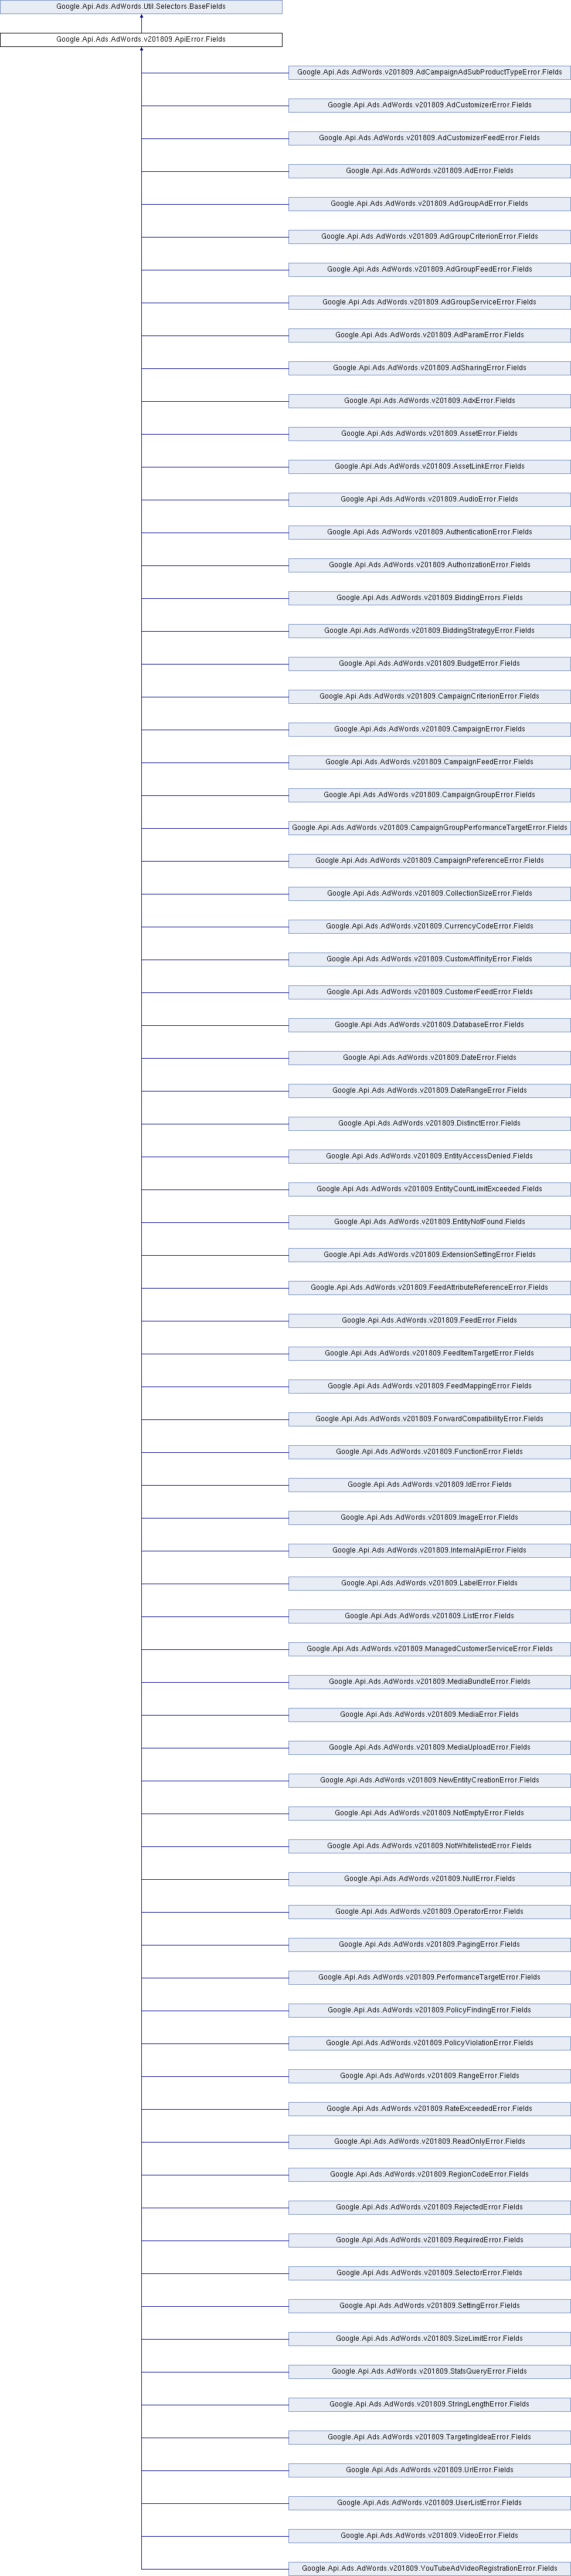 Google.Api.Ads.AdWords.Util.Selectors.BaseFields
Google.Api.Ads.AdWords.v201809.ApiError.Fields
Google.Api.Ads.AdWords.v201809.AdCampaignAdSubProductTypeError.Fields
Google.Api.Ads.AdWords.v201809.AdCustomizerError.Fields
Google.Api.Ads.AdWords.v201809.AdCustomizerFeedError.Fields
Google.Api.Ads.AdWords.v201809.AdError.Fields
Google.Api.Ads.AdWords.v201809.AdGroupAdError.Fields
Google.Api.Ads.AdWords.v201809.AdGroupCriterionError.Fields
Google.Api.Ads.AdWords.v201809.AdGroupFeedError.Fields
Google.Api.Ads.AdWords.v201809.AdGroupServiceError.Fields
Google.Api.Ads.AdWords.v201809.AdParamError.Fields
Google.Api.Ads.AdWords.v201809.AdSharingError.Fields
Google.Api.Ads.AdWords.v201809.AdxError.Fields
Google.Api.Ads.AdWords.v201809.AssetError.Fields
Google.Api.Ads.AdWords.v201809.AssetLinkError.Fields
Google.Api.Ads.AdWords.v201809.AudioError.Fields
Google.Api.Ads.AdWords.v201809.AuthenticationError.Fields
Google.Api.Ads.AdWords.v201809.AuthorizationError.Fields
Google.Api.Ads.AdWords.v201809.BiddingErrors.Fields
Google.Api.Ads.AdWords.v201809.BiddingStrategyError.Fields
Google.Api.Ads.AdWords.v201809.BudgetError.Fields
Google.Api.Ads.AdWords.v201809.CampaignCriterionError.Fields
Google.Api.Ads.AdWords.v201809.CampaignError.Fields
Google.Api.Ads.AdWords.v201809.CampaignFeedError.Fields
Google.Api.Ads.AdWords.v201809.CampaignGroupError.Fields
Google.Api.Ads.AdWords.v201809.CampaignGroupPerformanceTargetError.Fields
Google.Api.Ads.AdWords.v201809.CampaignPreferenceError.Fields
Google.Api.Ads.AdWords.v201809.CollectionSizeError.Fields
Google.Api.Ads.AdWords.v201809.CurrencyCodeError.Fields
Google.Api.Ads.AdWords.v201809.CustomAffinityError.Fields
Google.Api.Ads.AdWords.v201809.CustomerFeedError.Fields
Google.Api.Ads.AdWords.v201809.DatabaseError.Fields
Google.Api.Ads.AdWords.v201809.DateError.Fields
Google.Api.Ads.AdWords.v201809.DateRangeError.Fields
Google.Api.Ads.AdWords.v201809.DistinctError.Fields
Google.Api.Ads.AdWords.v201809.EntityAccessDenied.Fields
Google.Api.Ads.AdWords.v201809.EntityCountLimitExceeded.Fields
Google.Api.Ads.AdWords.v201809.EntityNotFound.Fields
Google.Api.Ads.AdWords.v201809.ExtensionSettingError.Fields
Google.Api.Ads.AdWords.v201809.FeedAttributeReferenceError.Fields
Google.Api.Ads.AdWords.v201809.FeedError.Fields
Google.Api.Ads.AdWords.v201809.FeedItemTargetError.Fields
Google.Api.Ads.AdWords.v201809.FeedMappingError.Fields
Google.Api.Ads.AdWords.v201809.ForwardCompatibilityError.Fields
Google.Api.Ads.AdWords.v201809.FunctionError.Fields
Google.Api.Ads.AdWords.v201809.IdError.Fields
Google.Api.Ads.AdWords.v201809.ImageError.Fields
Google.Api.Ads.AdWords.v201809.InternalApiError.Fields
Google.Api.Ads.AdWords.v201809.LabelError.Fields
Google.Api.Ads.AdWords.v201809.ListError.Fields
Google.Api.Ads.AdWords.v201809.ManagedCustomerServiceError.Fields
Google.Api.Ads.AdWords.v201809.MediaBundleError.Fields
Google.Api.Ads.AdWords.v201809.MediaError.Fields
Google.Api.Ads.AdWords.v201809.MediaUploadError.Fields
Google.Api.Ads.AdWords.v201809.NewEntityCreationError.Fields
Google.Api.Ads.AdWords.v201809.NotEmptyError.Fields
Google.Api.Ads.AdWords.v201809.NotWhitelistedError.Fields
Google.Api.Ads.AdWords.v201809.NullError.Fields
Google.Api.Ads.AdWords.v201809.OperatorError.Fields
Google.Api.Ads.AdWords.v201809.PagingError.Fields
Google.Api.Ads.AdWords.v201809.PerformanceTargetError.Fields
Google.Api.Ads.AdWords.v201809.PolicyFindingError.Fields
Google.Api.Ads.AdWords.v201809.PolicyViolationError.Fields
Google.Api.Ads.AdWords.v201809.RangeError.Fields
Google.Api.Ads.AdWords.v201809.RateExceededError.Fields
Google.Api.Ads.AdWords.v201809.ReadOnlyError.Fields
Google.Api.Ads.AdWords.v201809.RegionCodeError.Fields
Google.Api.Ads.AdWords.v201809.RejectedError.Fields
Google.Api.Ads.AdWords.v201809.RequiredError.Fields
Google.Api.Ads.AdWords.v201809.SelectorError.Fields
Google.Api.Ads.AdWords.v201809.SettingError.Fields
Google.Api.Ads.AdWords.v201809.SizeLimitError.Fields
Google.Api.Ads.AdWords.v201809.StatsQueryError.Fields
Google.Api.Ads.AdWords.v201809.StringLengthError.Fields
Google.Api.Ads.AdWords.v201809.TargetingIdeaError.Fields
Google.Api.Ads.AdWords.v201809.UrlError.Fields
Google.Api.Ads.AdWords.v201809.UserListError.Fields
Google.Api.Ads.AdWords.v201809.VideoError.Fields
Google.Api.Ads.AdWords.v201809.YouTubeAdVideoRegistrationError.Fields